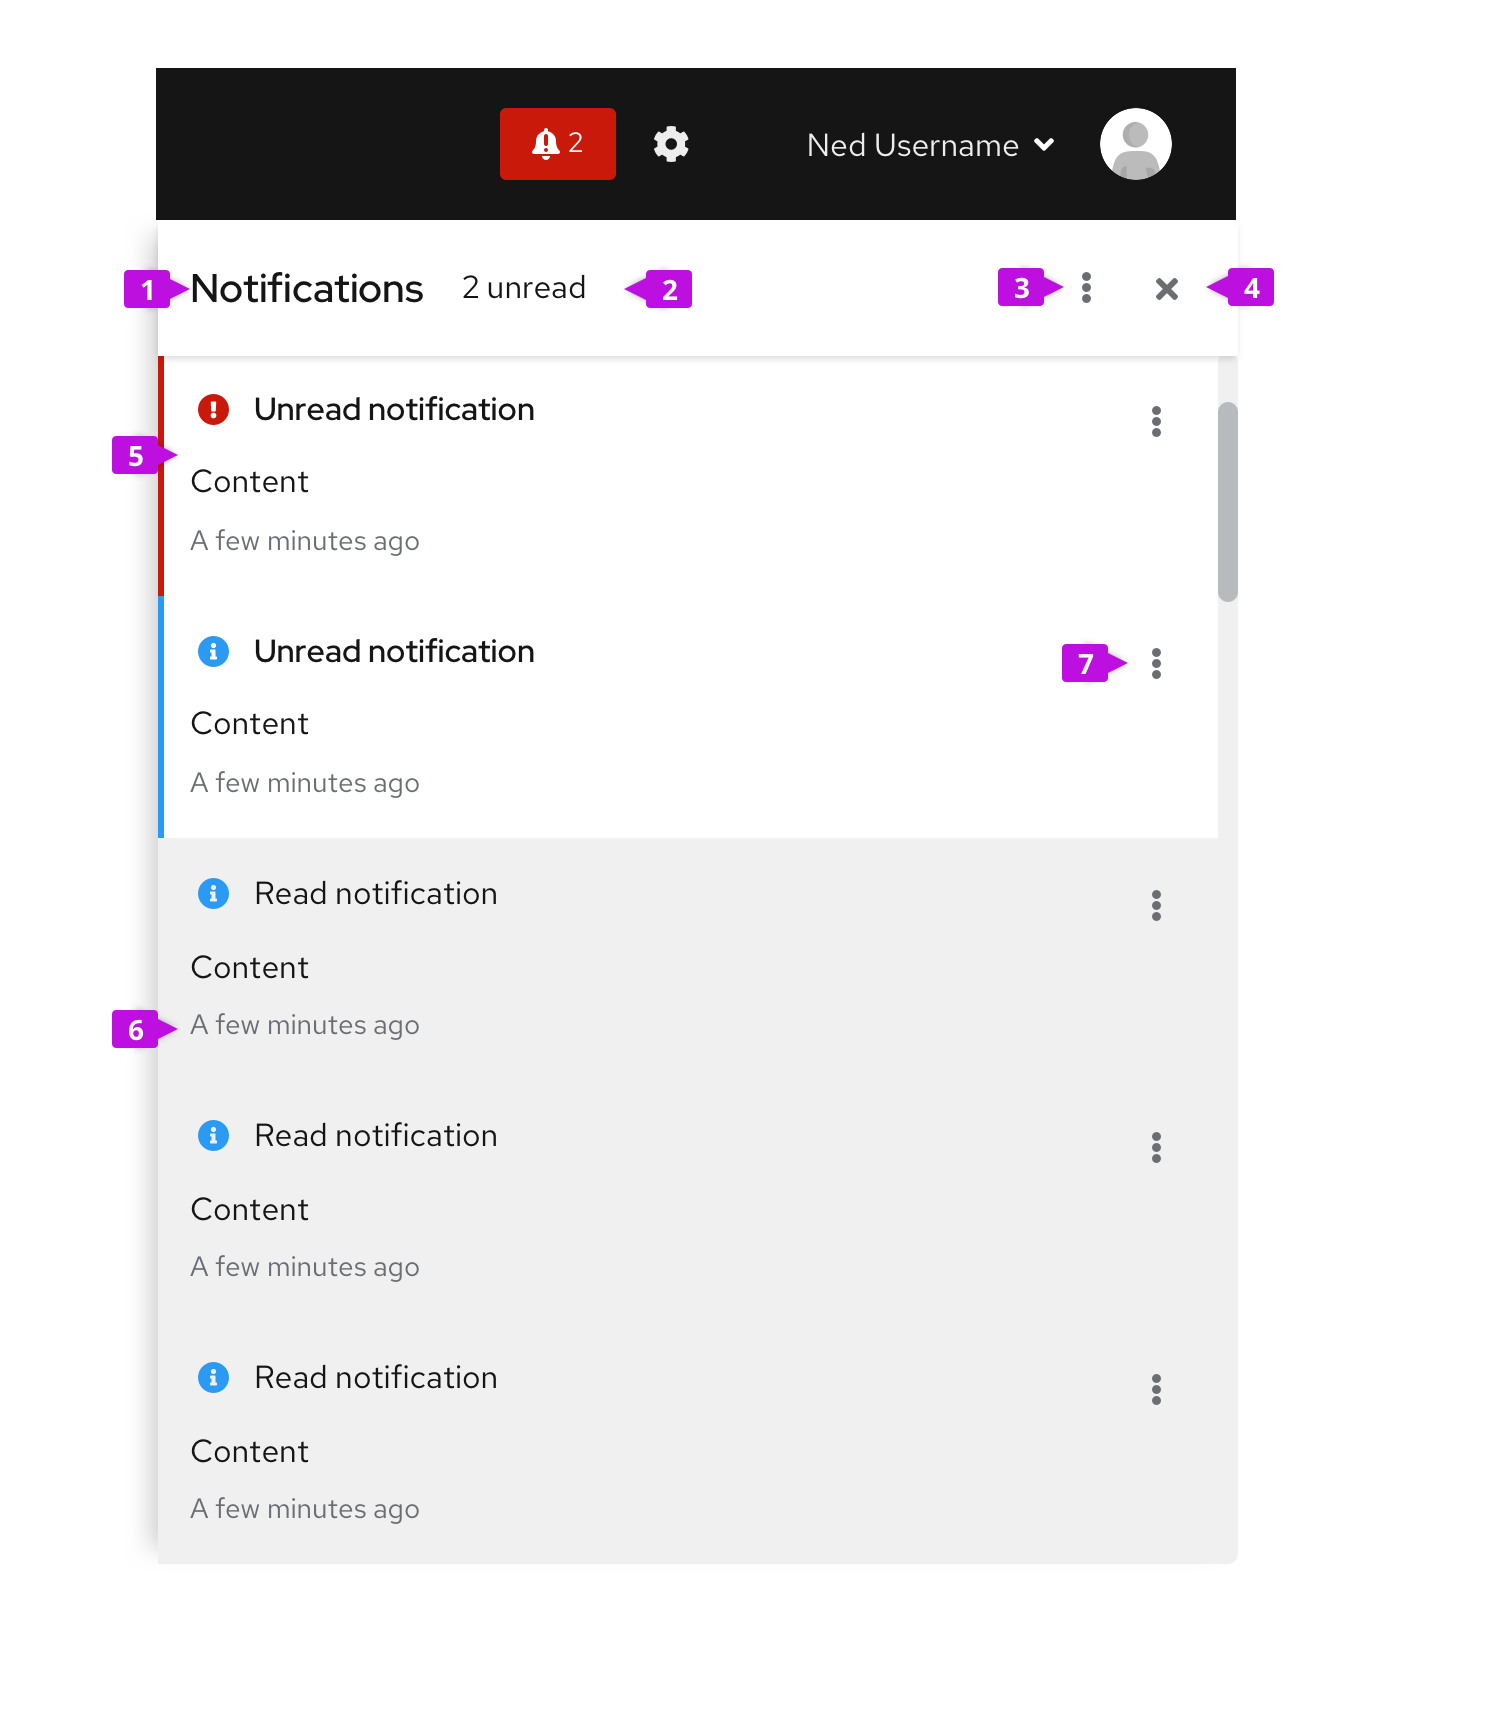 2
Ned Username
1 Notifications 2 unread 2 3 4
Unread notification
5
Content
A few minutes ago
Unread notification
7
Content
A few minutes ago
Read notification
Content
6 A few minutes ago
Read notification
Content
A few minutes ago
Read notification
Content
A few minutes ago